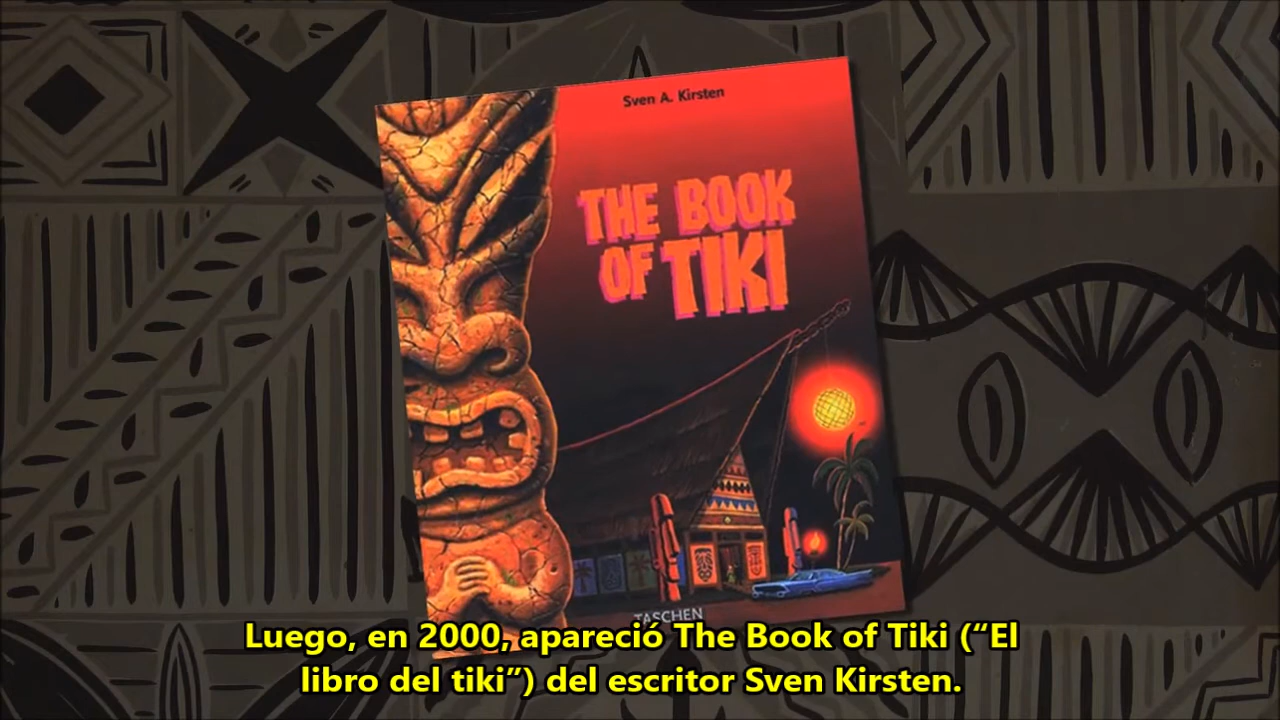 Sven A. Kirsten
THE BOOK
OF TIKI
TASCHEN
Luego, en 2000, apareció The Book of Tiki (“El
libro del tiki”) del escritor Sven Kirsten.